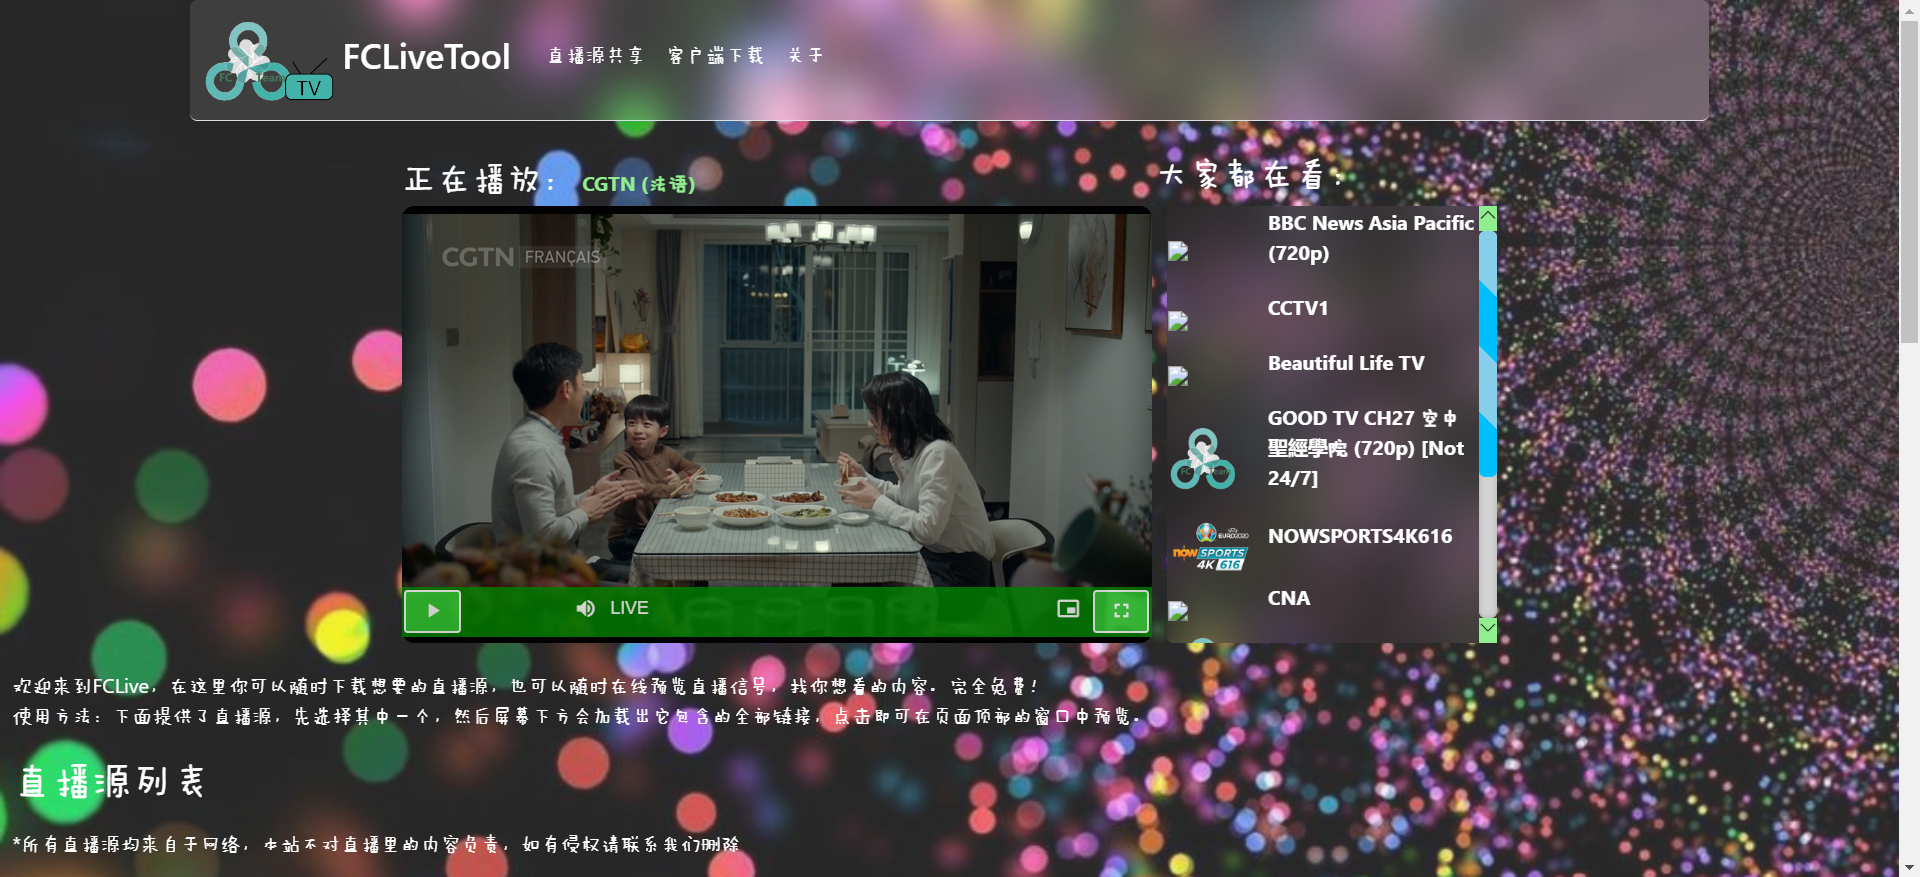 FC Team
TV
FCLiveTool
直播源共享
客户端下载
关于
正在播放：
CGTN (法语)
CGTN FRANÇAIS
LIVE
大家都在看：
BBC News Asia Pacific
(720p)
CCTV1
Beautiful Life TV
GOOD TV CH27 空中
聖經學院 (720p) [Not
24/7]
FC Team
EURO2020
now SPORTS
4K 616
NOWSPORTS4K616
CNA
欢迎来到FCLive，在这里你可以随时下载想要的直播源，也可以随时在线预览直播信号，找你想看的内容。完全免费！
使用方法：下面提供了直播源，先选择其中一个，然后屏幕下方会加载出它包含的全部链接，点击即可在页面顶部的窗口中预览。
直播源列表
*所有直播源均来自于网络，本站不对直播里的内容负责，如有侵权请联系我们删除